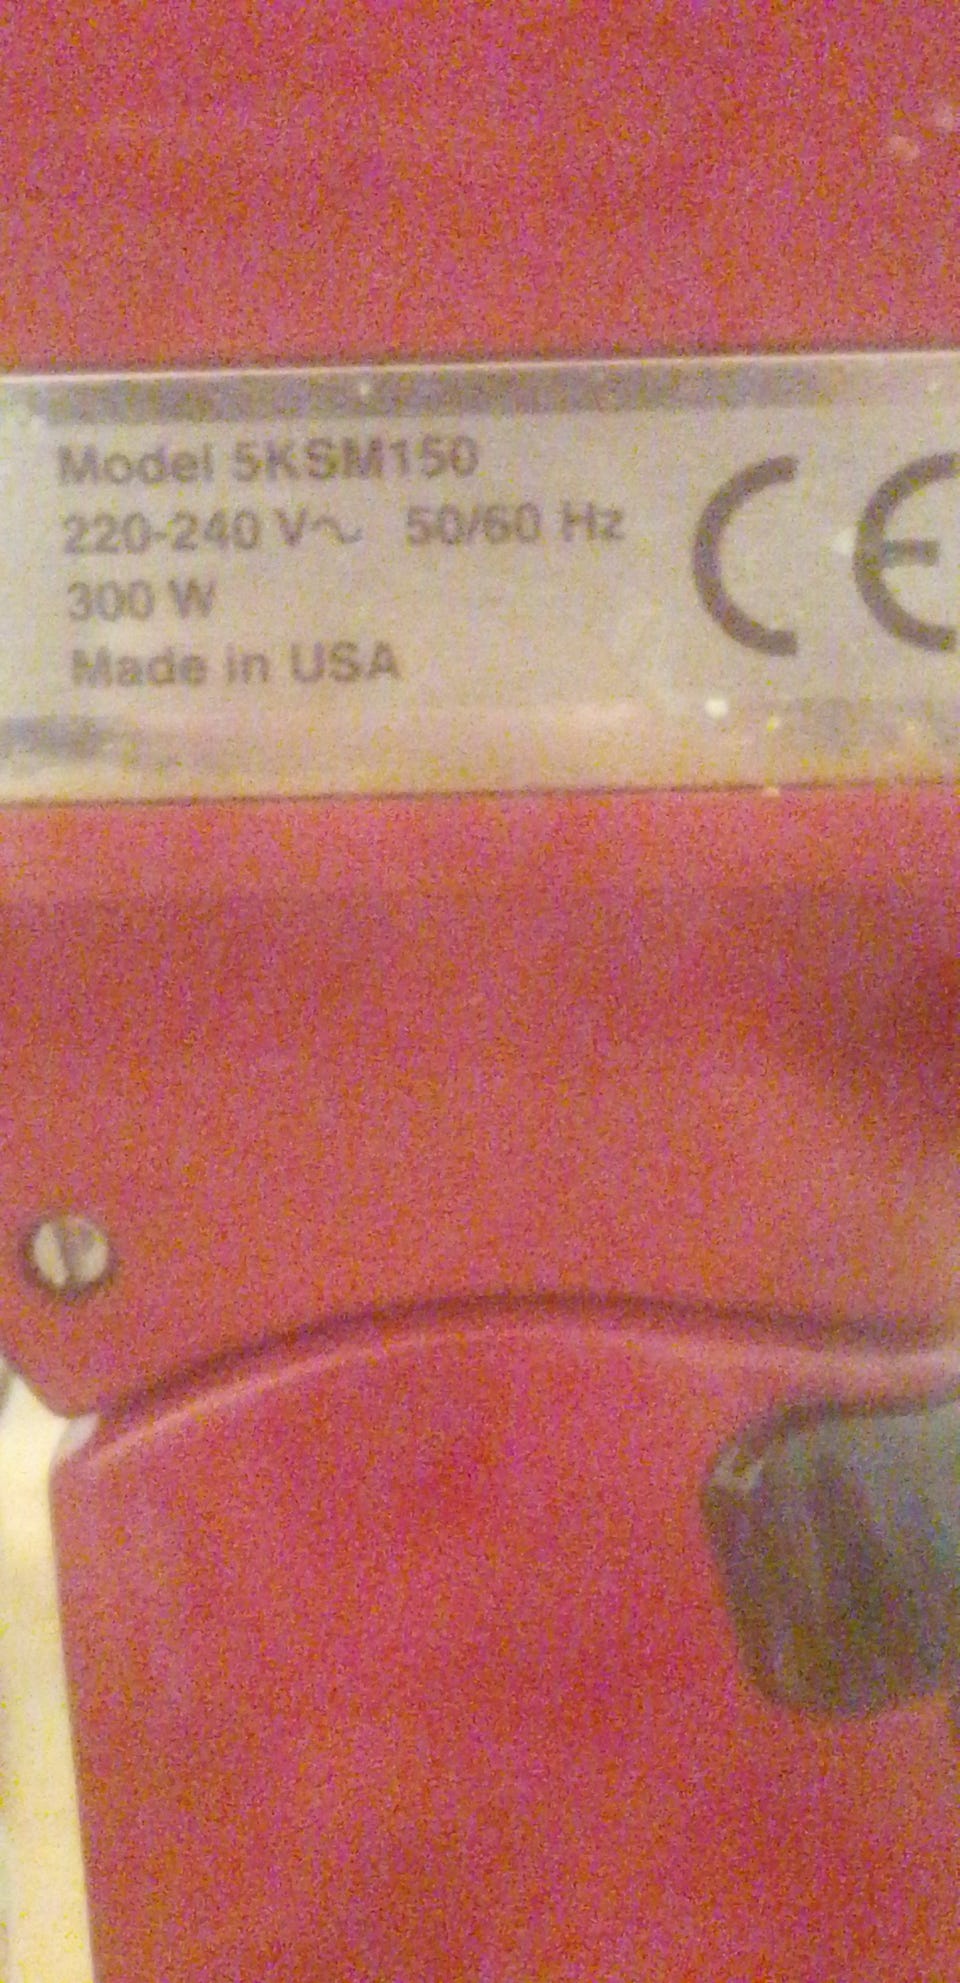 Model 5KSM150
220-240 V~ 50/60 Hz
300 W
Made in USA
CE